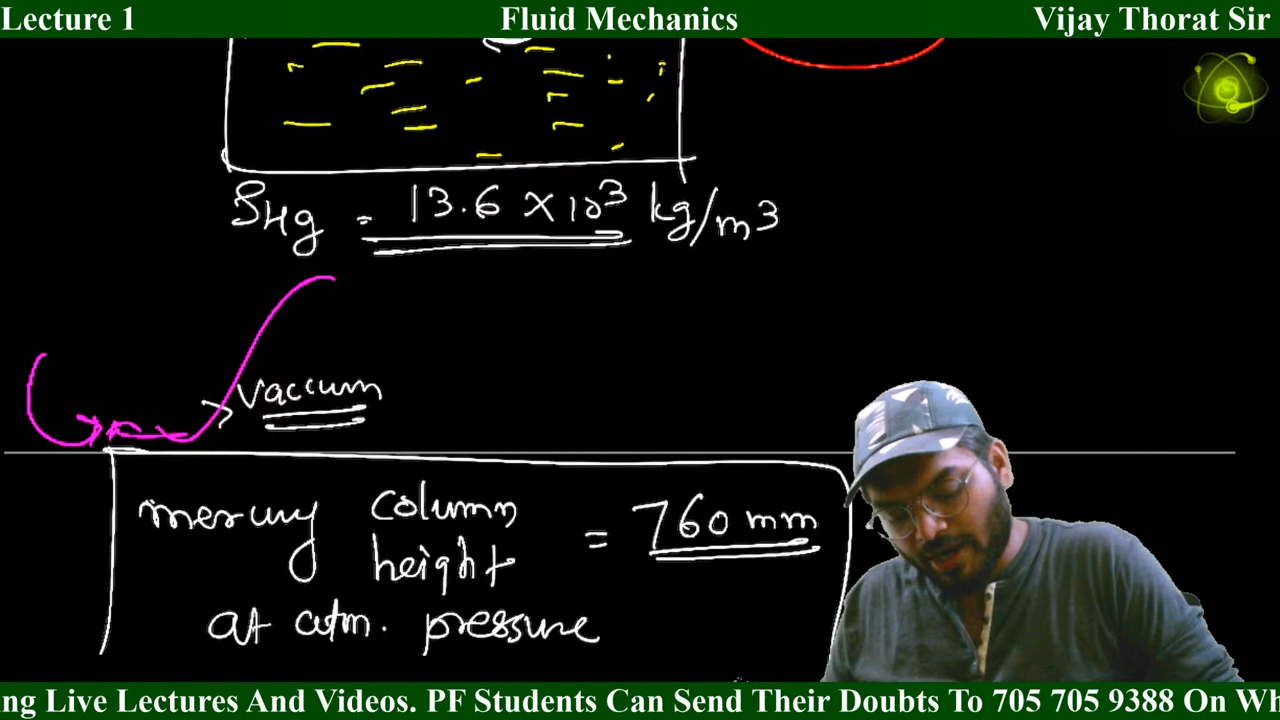 Lecture 1 Fluid Mechanics Vijay Thorat Sir
ρHg = 13.6 × 10³ kg/m3
Vaccum
mercury column height = 760 mm
at atm. pressure
ng Live Lectures And Videos. PF Students Can Send Their Doubts To 705 705 9388 On Wh